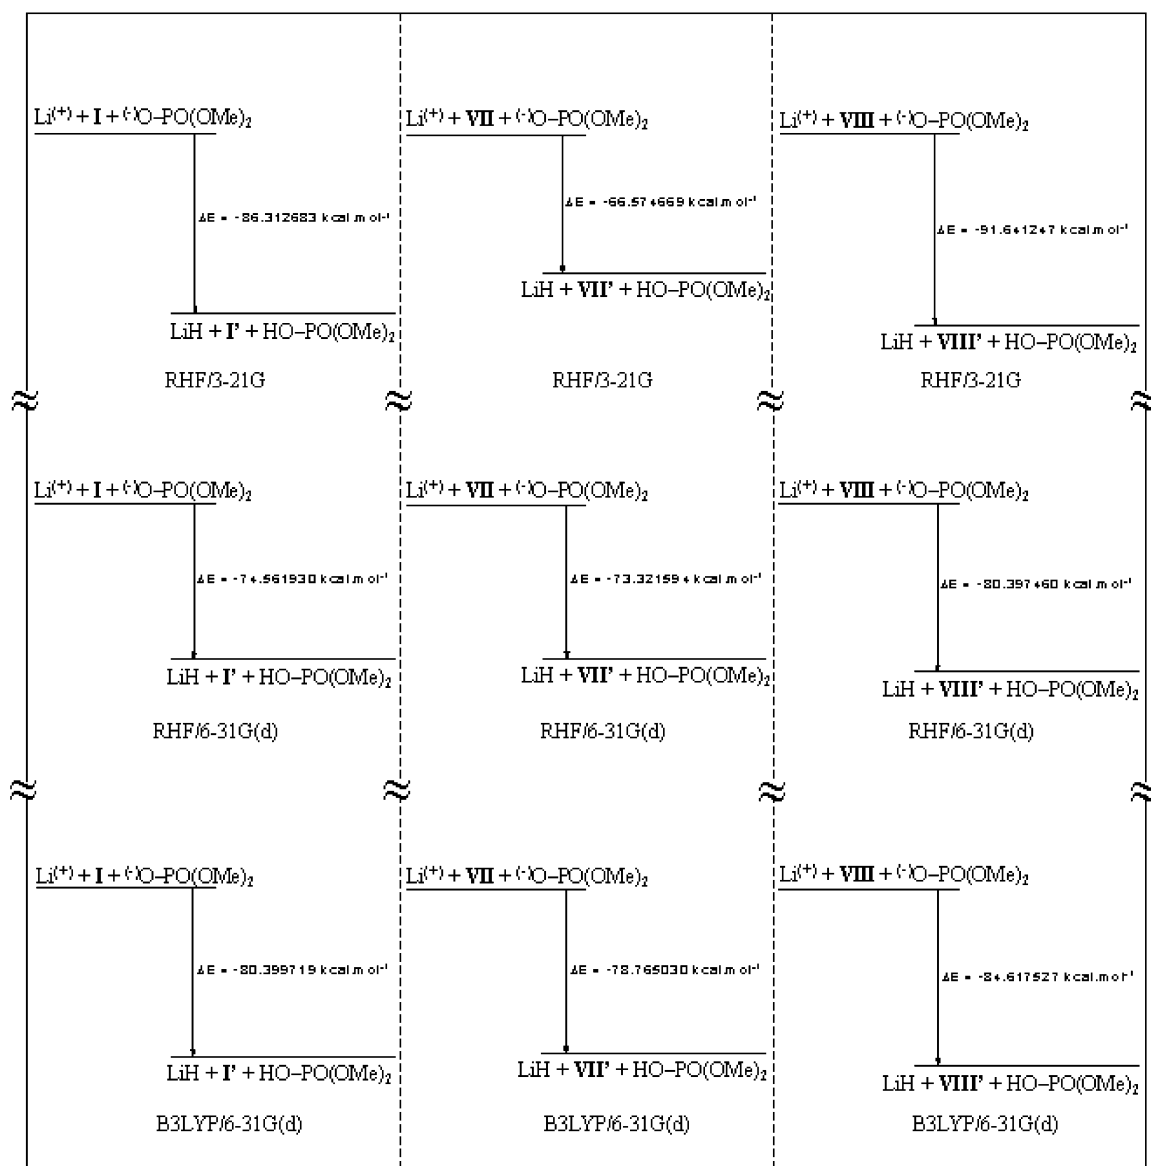 Li(+) + I + (-)O–PO(OMe)2
Li(+) + VII + (-)O–PO(OMe)2
Li(+) + VIII + (-)O–PO(OMe)2
ΔE = -86.312683 kcal.mol-1
ΔE = -66.574669 kcal.mol-1
ΔE = -91.641247 kcal.mol-1
LiH + I' + HO–PO(OMe)2
LiH + VII' + HO–PO(OMe)2
LiH + VIII' + HO–PO(OMe)2
RHF/3-21G
RHF/3-21G
RHF/3-21G
Li(+) + I + (-)O–PO(OMe)2
Li(+) + VII + (-)O–PO(OMe)2
Li(+) + VIII + (-)O–PO(OMe)2
ΔE = -74.561930 kcal.mol-1
ΔE = -73.321594 kcal.mol-1
ΔE = -80.397460 kcal.mol-1
LiH + I' + HO–PO(OMe)2
LiH + VII' + HO–PO(OMe)2
LiH + VIII' + HO–PO(OMe)2
RHF/6-31G(d)
RHF/6-31G(d)
RHF/6-31G(d)
Li(+) + I + (-)O–PO(OMe)2
Li(+) + VII + (-)O–PO(OMe)2
Li(+) + VIII + (-)O–PO(OMe)2
ΔE = -80.399719 kcal.mol-1
ΔE = -78.765030 kcal.mol-1
ΔE = -84.617527 kcal.mol-1
LiH + I' + HO–PO(OMe)2
LiH + VII' + HO–PO(OMe)2
LiH + VIII' + HO–PO(OMe)2
B3LYP/6-31G(d)
B3LYP/6-31G(d)
B3LYP/6-31G(d)